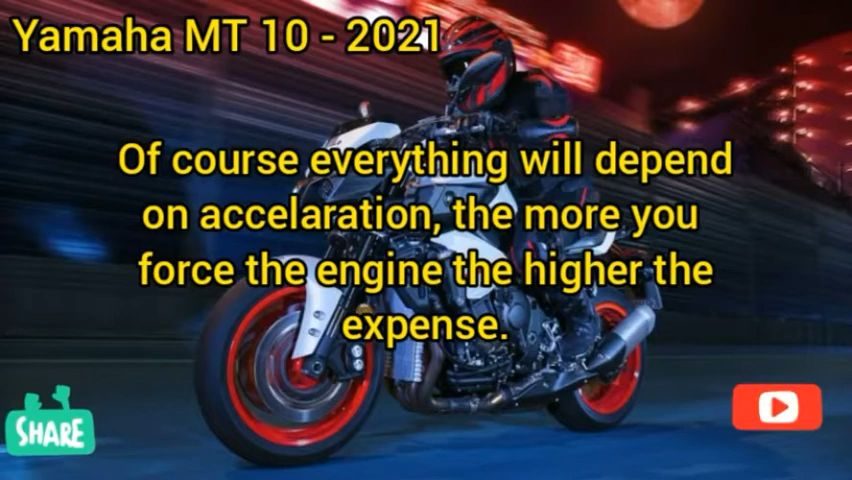 Yamaha MT 10 - 2021
Of course everything will depend
on accelaration, the more you
force the engine the higher the
expense.
SHARE